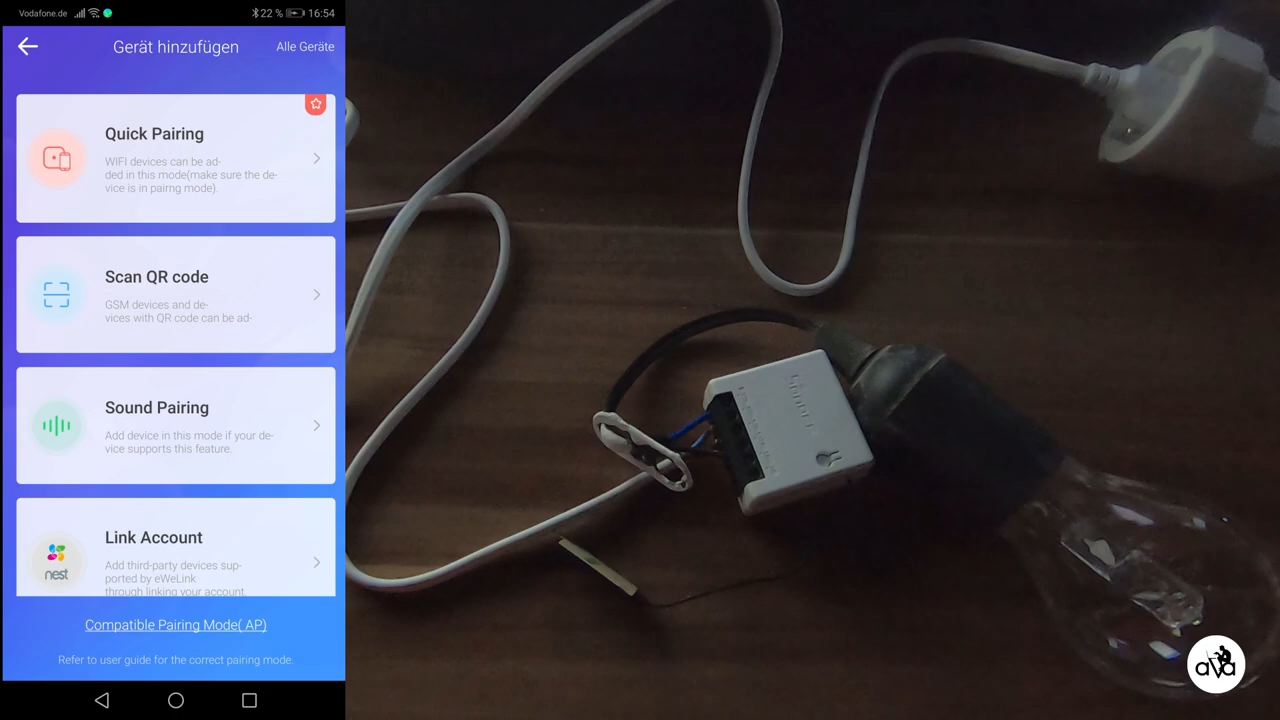 Vodafone.de
22 %
16:54
Gerät hinzufügen
Alle Geräte
Quick Pairing
WIFI devices can be ad-
ded in this mode(make sure the de-
vice is in pairng mode).
Scan QR code
GSM devices and de-
vices with QR code can be ad-
Sound Pairing
Add device in this mode if your de-
vice supports this feature.
Link Account
nest
Add third-party devices sup-
ported by eWeLink
through linking your account.
Compatible Pairing Mode( AP)
Refer to user guide for the correct pairing mode.
sonoff
ava